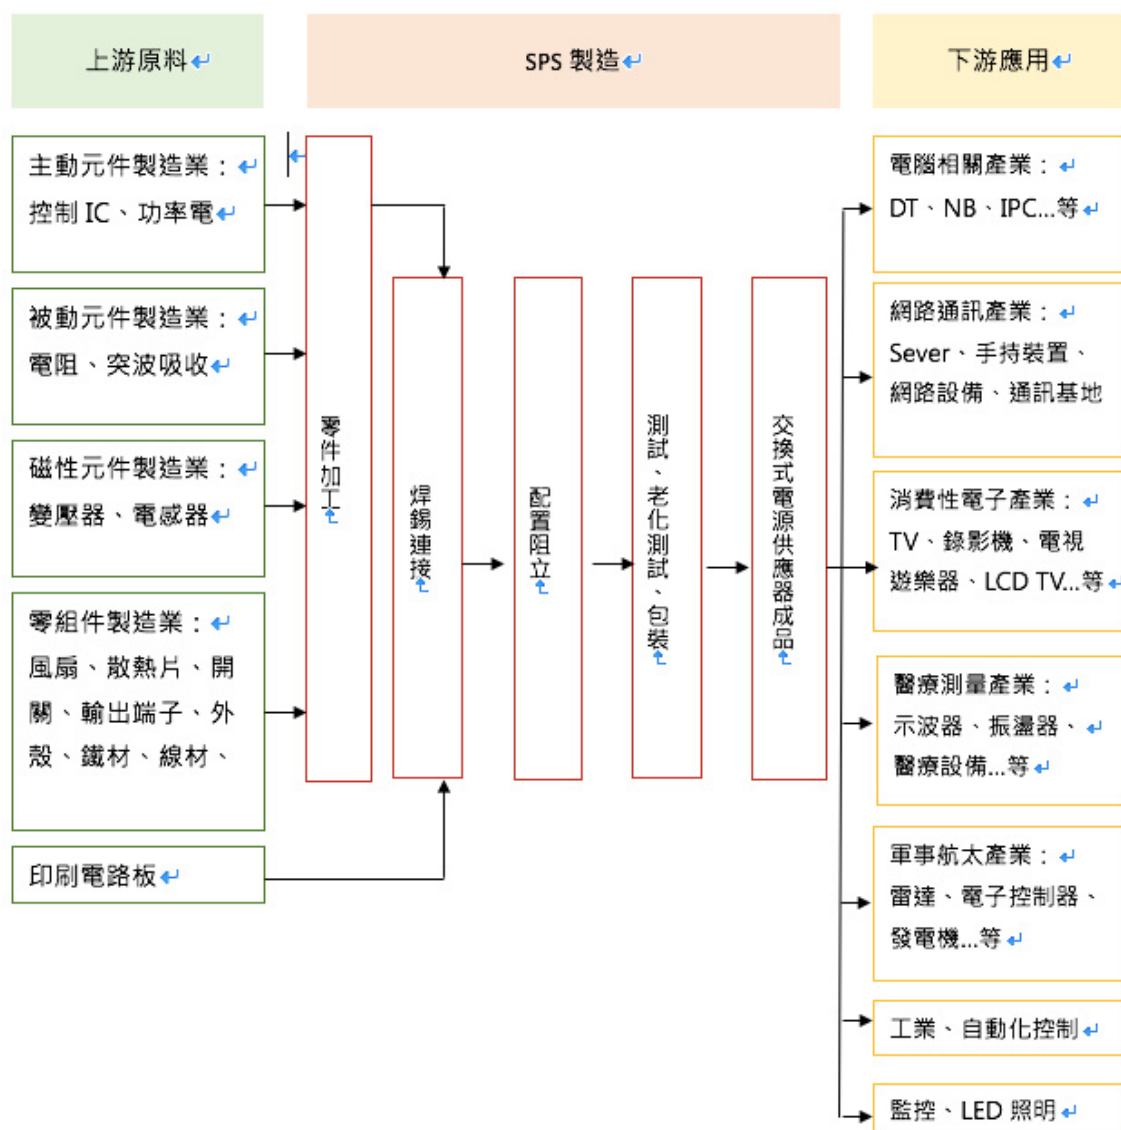 上游原料
SPS 製造
下游應用
主動元件製造業：
控制 IC、功率電
被動元件製造業：
電阻、突波吸收
磁性元件製造業：
變壓器、電感器
零組件製造業：
風扇、散熱片、開
關、輸出端子、外
殼、鐵材、線材、
印刷電路板
零件加工
焊錫連接
配置阻立
測試、老化測試、包裝
交換式電源供應器成品
電腦相關產業：
DT、NB、IPC...等
網路通訊產業：
Sever、手持裝置、
網路設備、通訊基地
消費性電子產業：
TV、錄影機、電視
遊樂器、LCD TV...等
醫療測量產業：
示波器、振盪器、
醫療設備...等
軍事航太產業：
雷達、電子控制器、
發電機...等
工業、自動化控制
監控、LED 照明